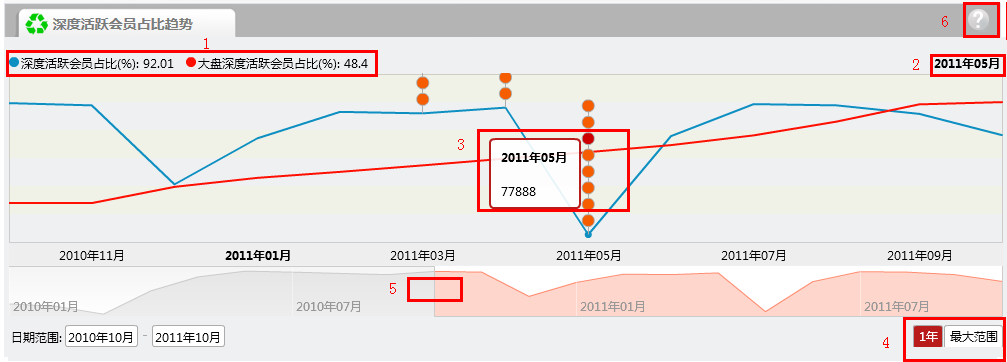 深度活跃会员占比趋势
6
1
深度活跃会员占比(%): 92.01 大盘深度活跃会员占比(%): 48.4
2
2011年05月
3
2011年05月
77888
2010年11月 2011年01月 2011年03月 2011年05月 2011年07月 2011年09月
5
2010年01月 2010年07月 2011年01月 2011年07月
日期范围: 2010年10月 - 2011年10月
4
1年 最大范围